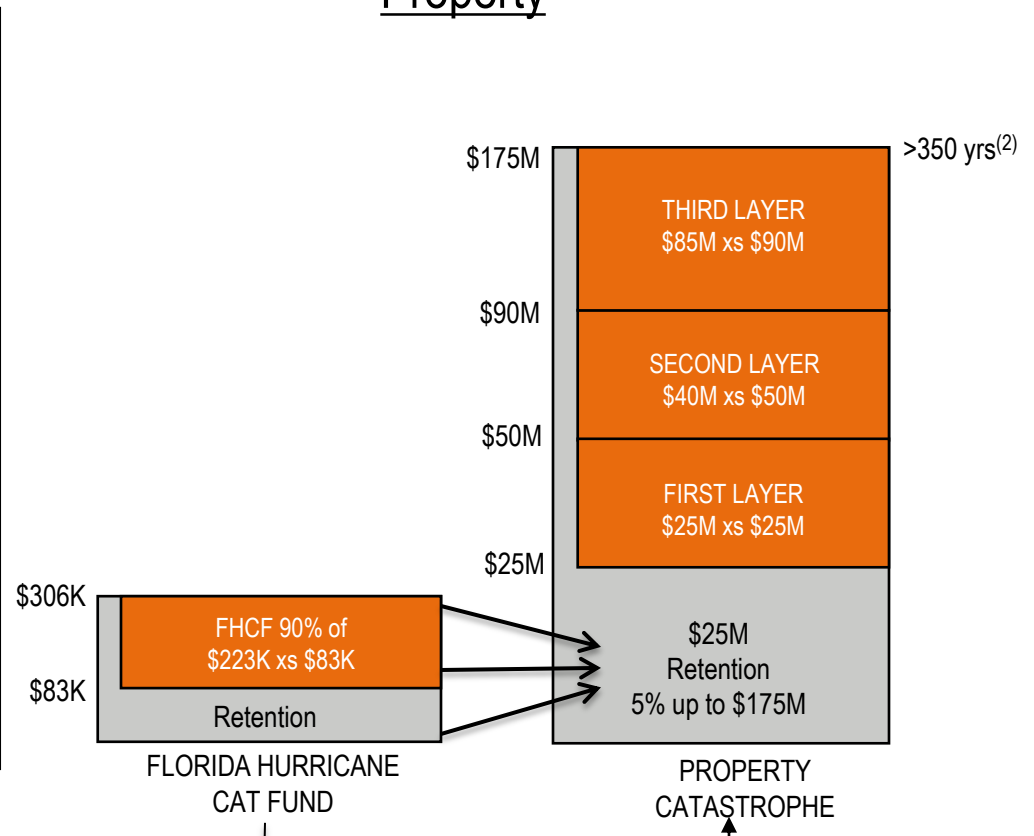 Property
$175M
>350 yrs(2)
THIRD LAYER
$85M xs $90M
$90M
SECOND LAYER
$40M xs $50M
$50M
FIRST LAYER
$25M xs $25M
$25M
$306K
FHCF 90% of
$223K xs $83K
$83K
Retention
$25M
Retention
5% up to $175M
FLORIDA HURRICANE
CAT FUND
PROPERTY
CATASTROPHE